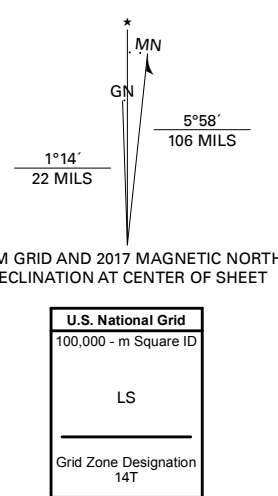 MN
GN
5°58´
106 MILS
1°14´
22 MILS
M GRID AND 2017 MAGNETIC NORTH
ECLINATION AT CENTER OF SHEET
U.S. National Grid
100,000 - m Square ID
LS
Grid Zone Designation
14T